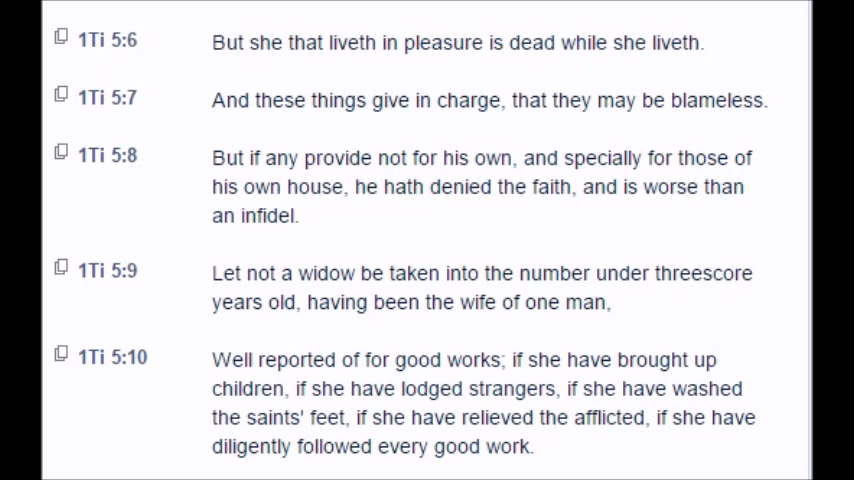 1Ti 5:6 But she that liveth in pleasure is dead while she liveth.
1Ti 5:7 And these things give in charge, that they may be blameless.
1Ti 5:8 But if any provide not for his own, and specially for those of
his own house, he hath denied the faith, and is worse than
an infidel.
1Ti 5:9 Let not a widow be taken into the number under threescore
years old, having been the wife of one man,
1Ti 5:10 Well reported of for good works; if she have brought up
children, if she have lodged strangers, if she have washed
the saints' feet, if she have relieved the afflicted, if she have
diligently followed every good work.